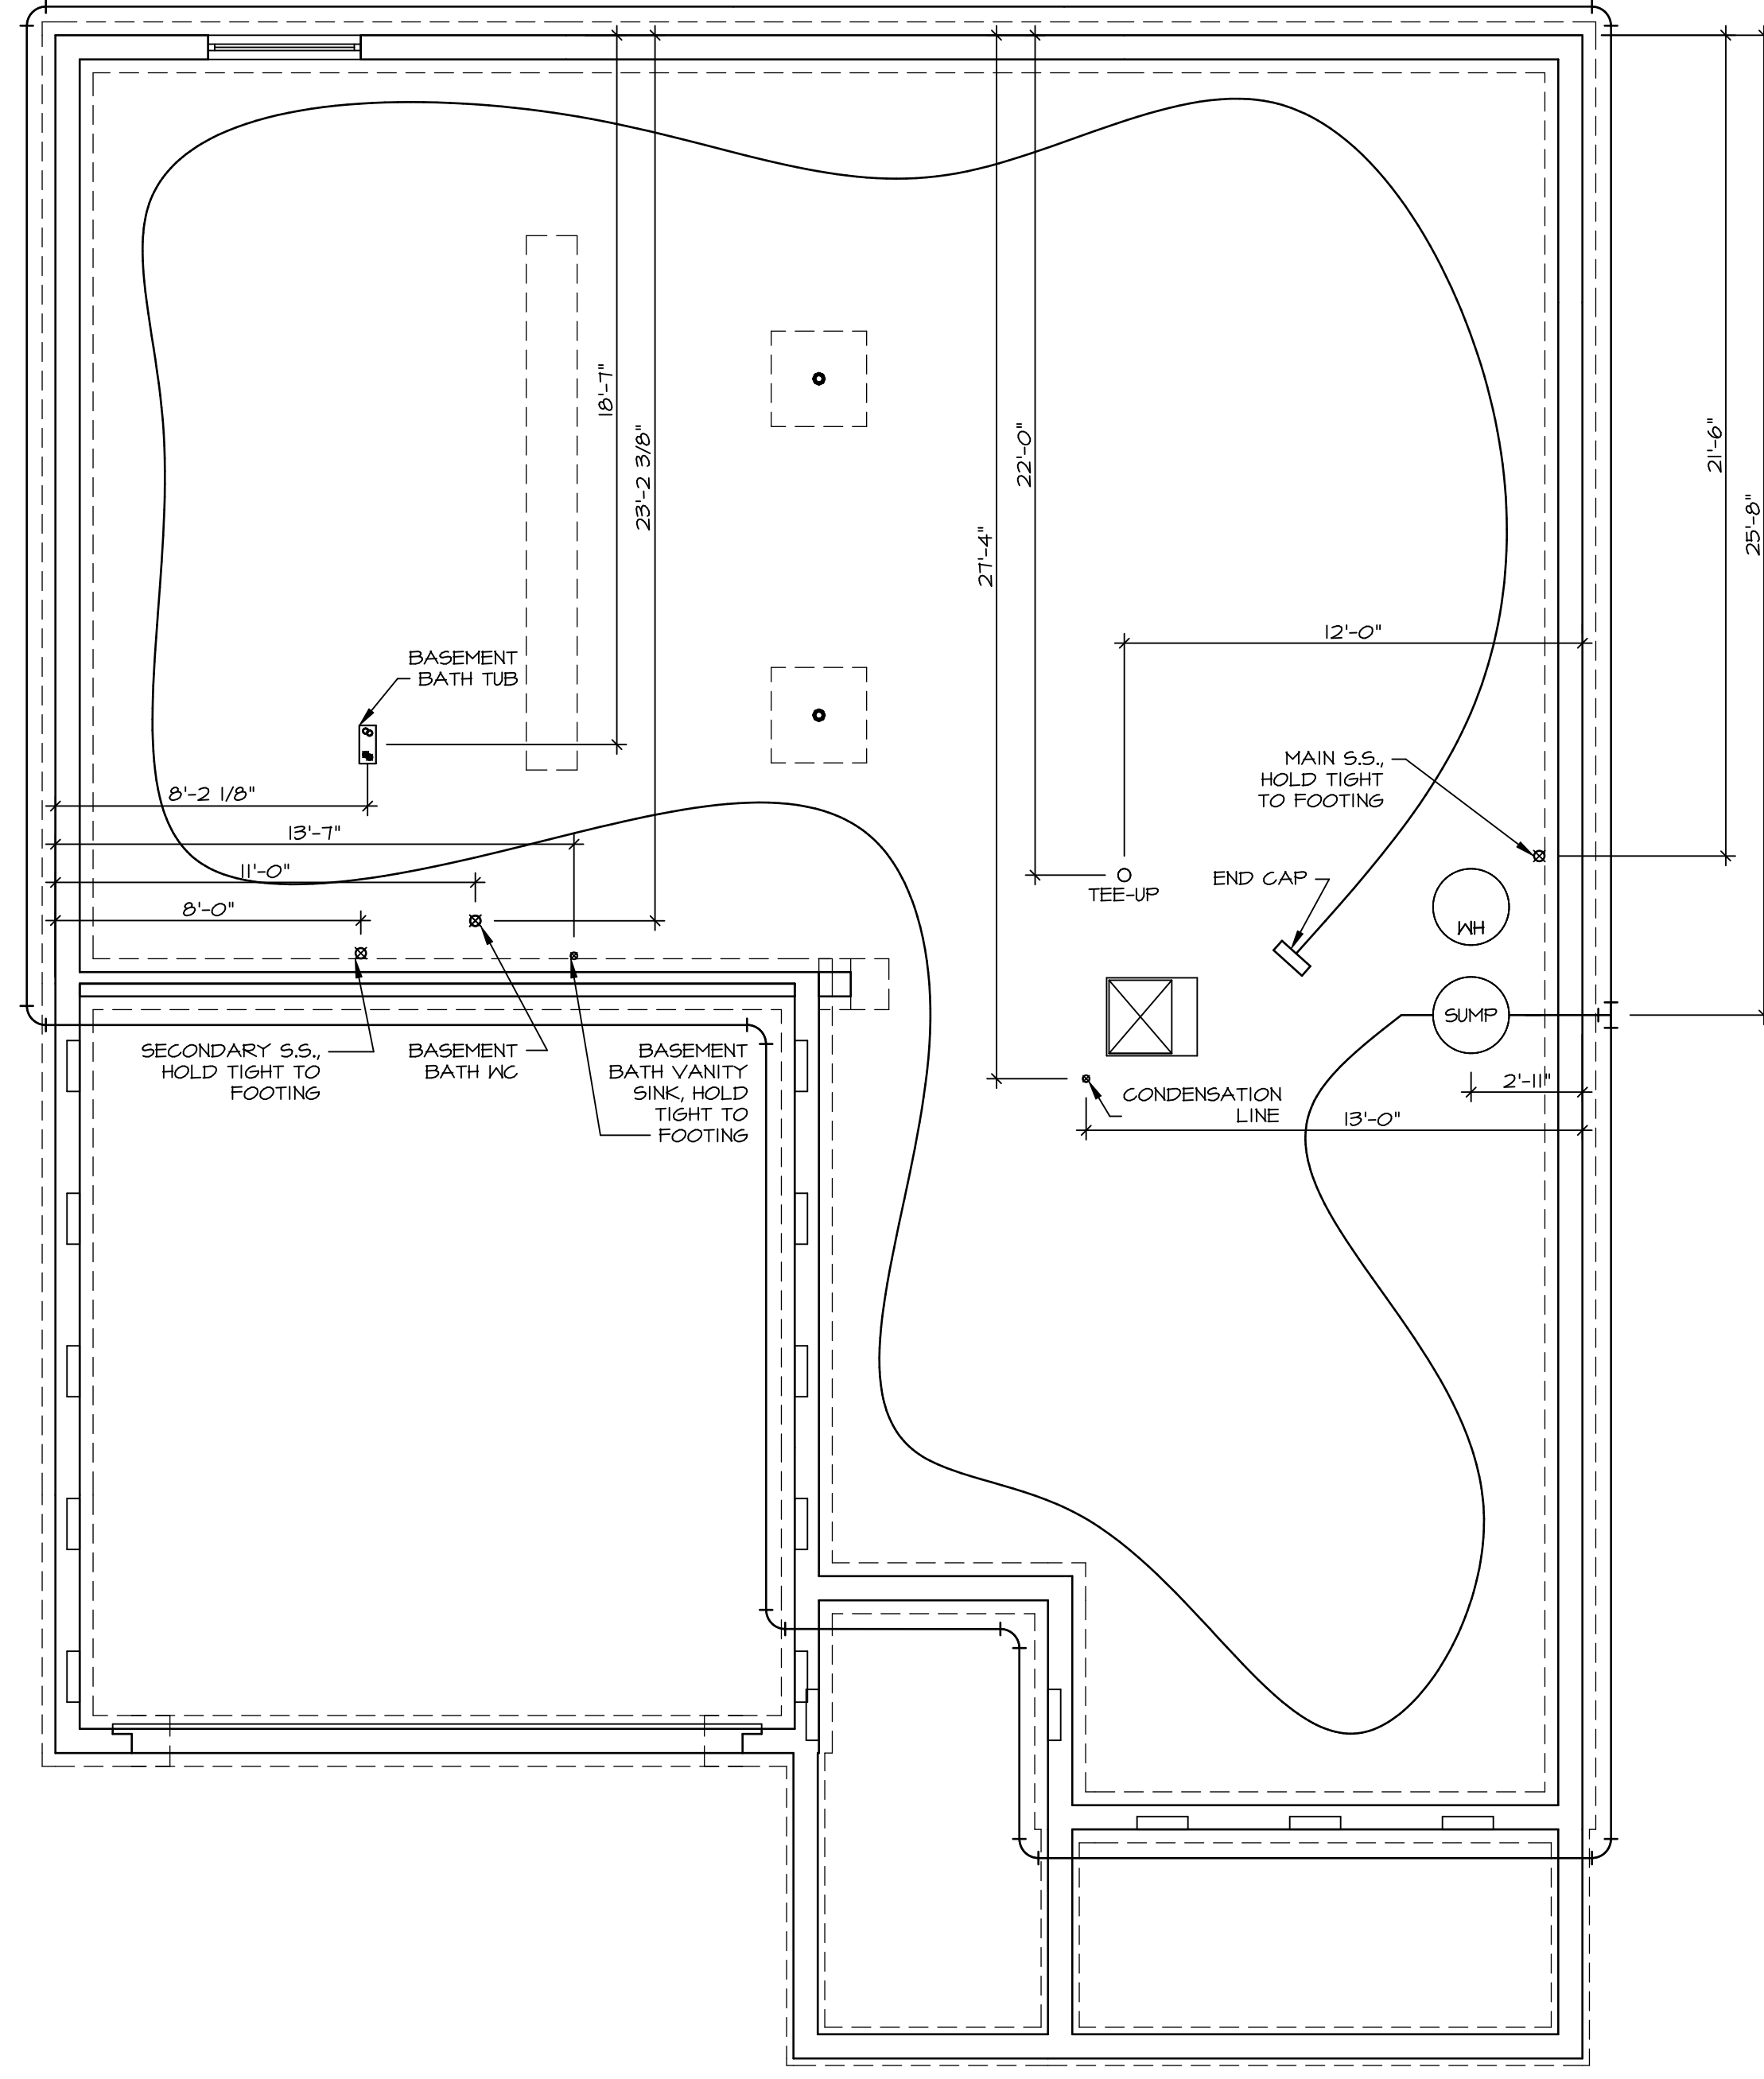 18'-7"
23'-2 3/8"
22'-0"
27'-4"
21'-6"
25'-8"
12'-0"
BASEMENT
BATH TUB
MAIN S.S.,
HOLD TIGHT
TO FOOTING
8'-2 1/8"
13'-7"
11'-0"
8'-0"
END CAP
TEE-UP
WH
SUMP
SECONDARY S.S.,
HOLD TIGHT TO
FOOTING
BASEMENT
BATH WC
BASEMENT
BATH VANITY
SINK, HOLD
TIGHT TO
FOOTING
CONDENSATION
LINE
2'-11"
13'-0"